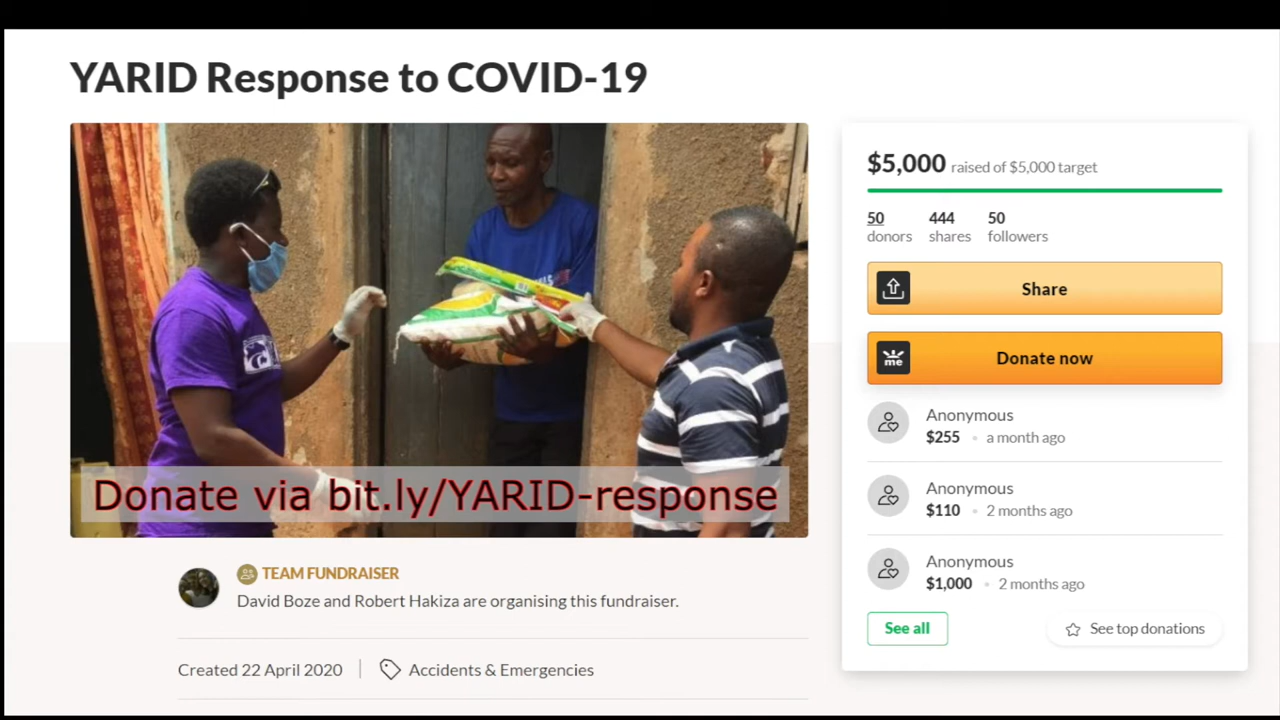 YARID Response to COVID-19
Donate via bit.ly/YARID-response
TEAM FUNDRAISER
David Boze and Robert Hakiza are organising this fundraiser.
Created 22 April 2020
Accidents & Emergencies
$5,000 raised of $5,000 target
50 444 50
donors shares followers
Share
me
Donate now
Anonymous
$255 • a month ago
Anonymous
$110 • 2 months ago
Anonymous
$1,000 • 2 months ago
See all
See top donations